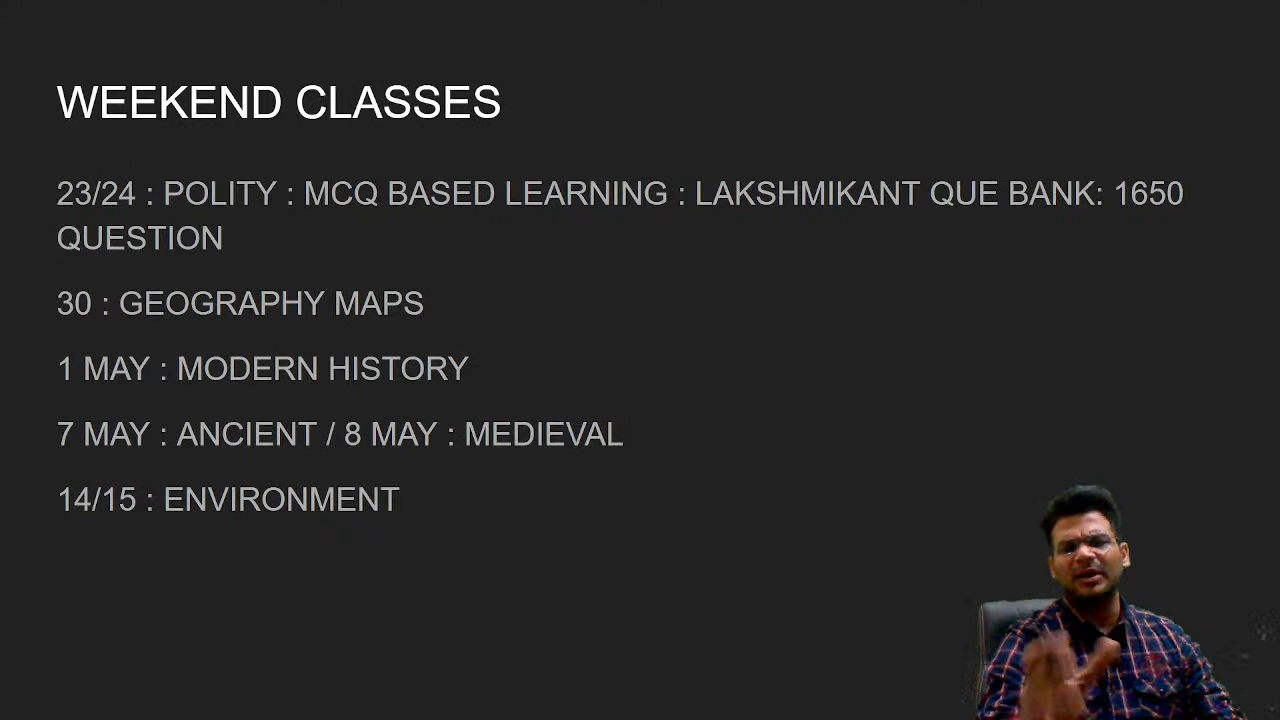 WEEKEND CLASSES
23/24 : POLITY : MCQ BASED LEARNING : LAKSHMIKANT QUE BANK: 1650
QUESTION
30 : GEOGRAPHY MAPS
1 MAY : MODERN HISTORY
7 MAY : ANCIENT / 8 MAY : MEDIEVAL
14/15 : ENVIRONMENT